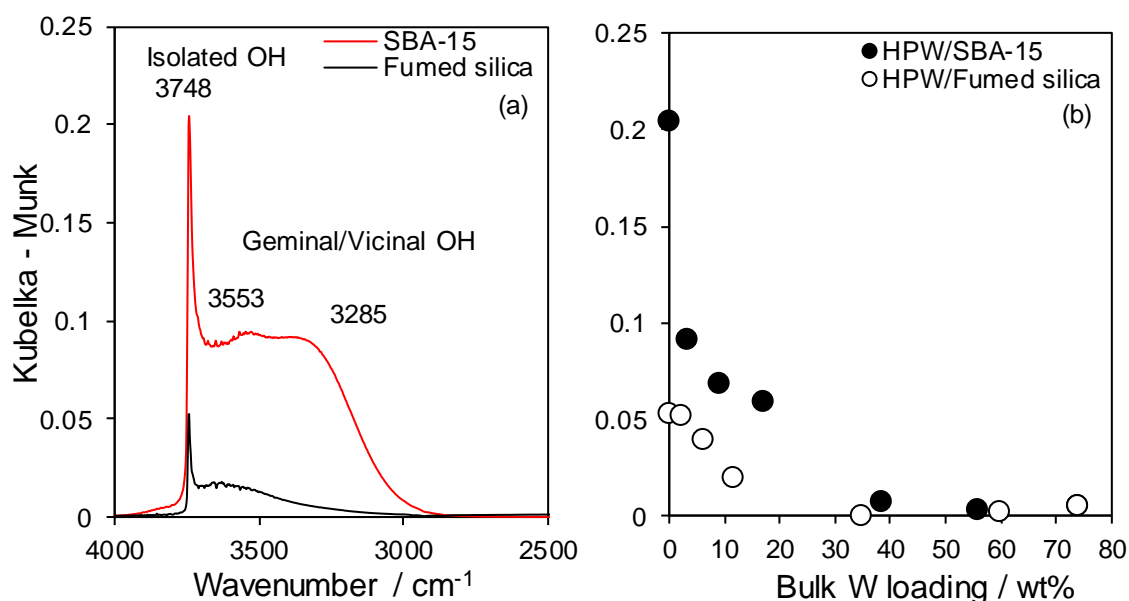 Kubelka - Munk
0.25
0.2
0.15
0.1
0.05
0
4000
3500
3000
2500
Wavenumber / cm⁻¹
Isolated OH
3748
SBA-15
Fumed silica
(a)
Geminal/Vicinal OH
3553
3285
0.25
0.2
0.15
0.1
0.05
0
0 10 20 30 40 50 60 70 80
Bulk W loading / wt%
HPW/SBA-15
HPW/Fumed silica
(b)